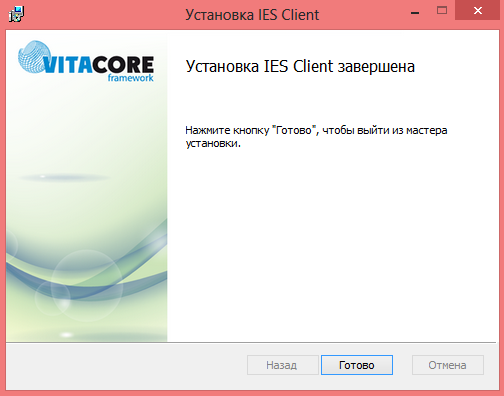 Установка IES Client
VITACORE
framework
Установка IES Client завершена
Нажмите кнопку "Готово", чтобы выйти из мастера
установки.
Назад
Готово
Отмена